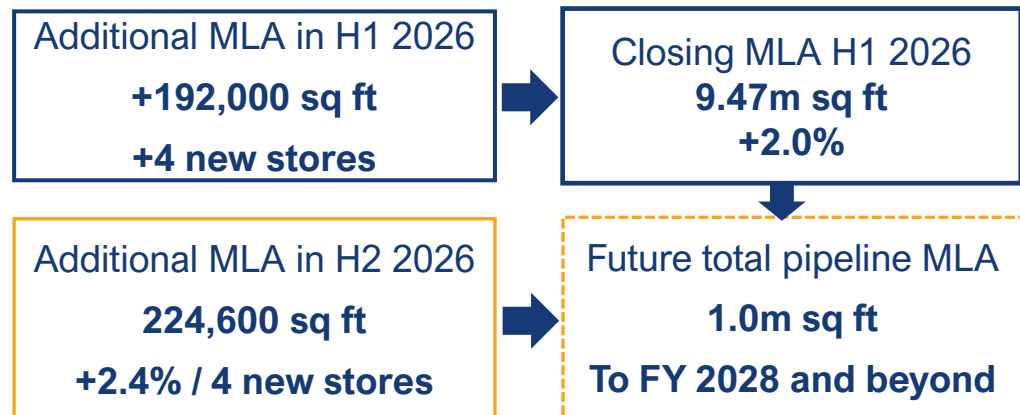 Additional MLA in H1 2026
+192,000 sq ft
+4 new stores
Closing MLA H1 2026
9.47m sq ft
+2.0%
Additional MLA in H2 2026
224,600 sq ft
+2.4% / 4 new stores
Future total pipeline MLA
1.0m sq ft
To FY 2028 and beyond